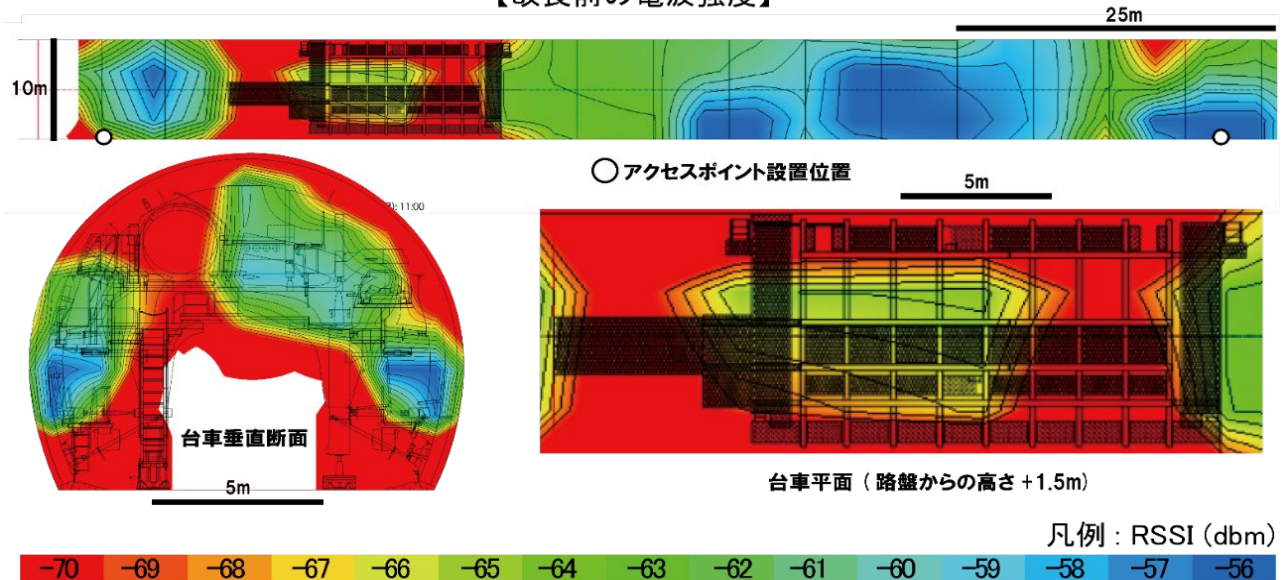 25m
10m
アクセスポイント設置位置
5m
: 11:00
台車垂直断面
5m
台車平面 ( 路盤からの高さ +1.5m)
凡例 : RSSI (dbm)
-70 -69 -68 -67 -66 -65 -64 -63 -62 -61 -60 -59 -58 -57 -56